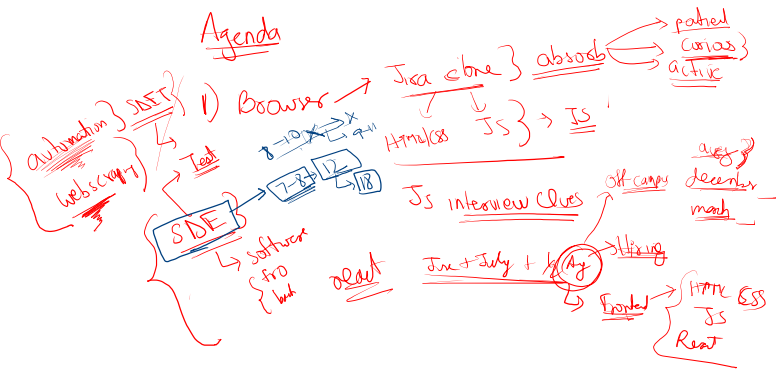 Agenda
1) Browser
Jira clone
absorb
patient
curious
active
HTML/CSS
JS
JS
automation
SDET
Test
webscraping
8-10
x
9-11
7-8
12
18
SDE
Software
fro
back
JS interview Clues
react
June + July +
Aug
Off-campus
aug
december
march
Hiring
Frontend
HTML CSS
JS
React